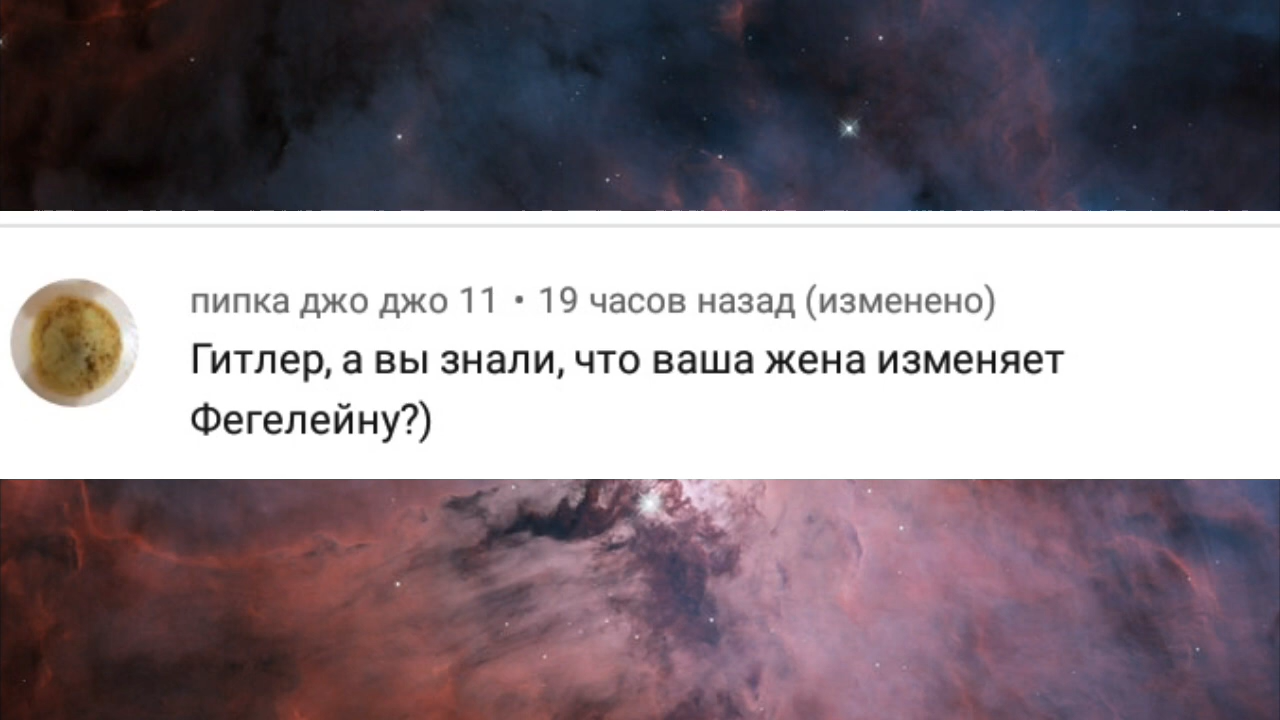 пипка джо джо 11 • 19 часов назад (изменено)
Гитлер, а вы знали, что ваша жена изменяет
Фегелейну?)